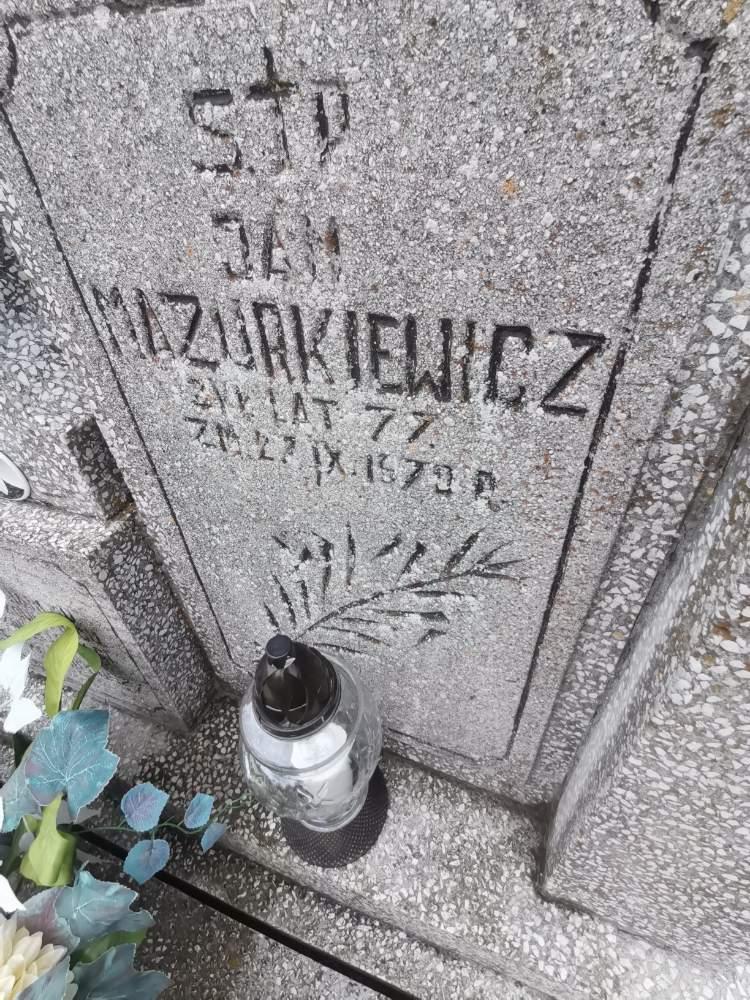 Ś†P
JAN
MAZURKIEWICZ
ŻYŁ LAT 77.
ZM. 27 IX. 1970 R.